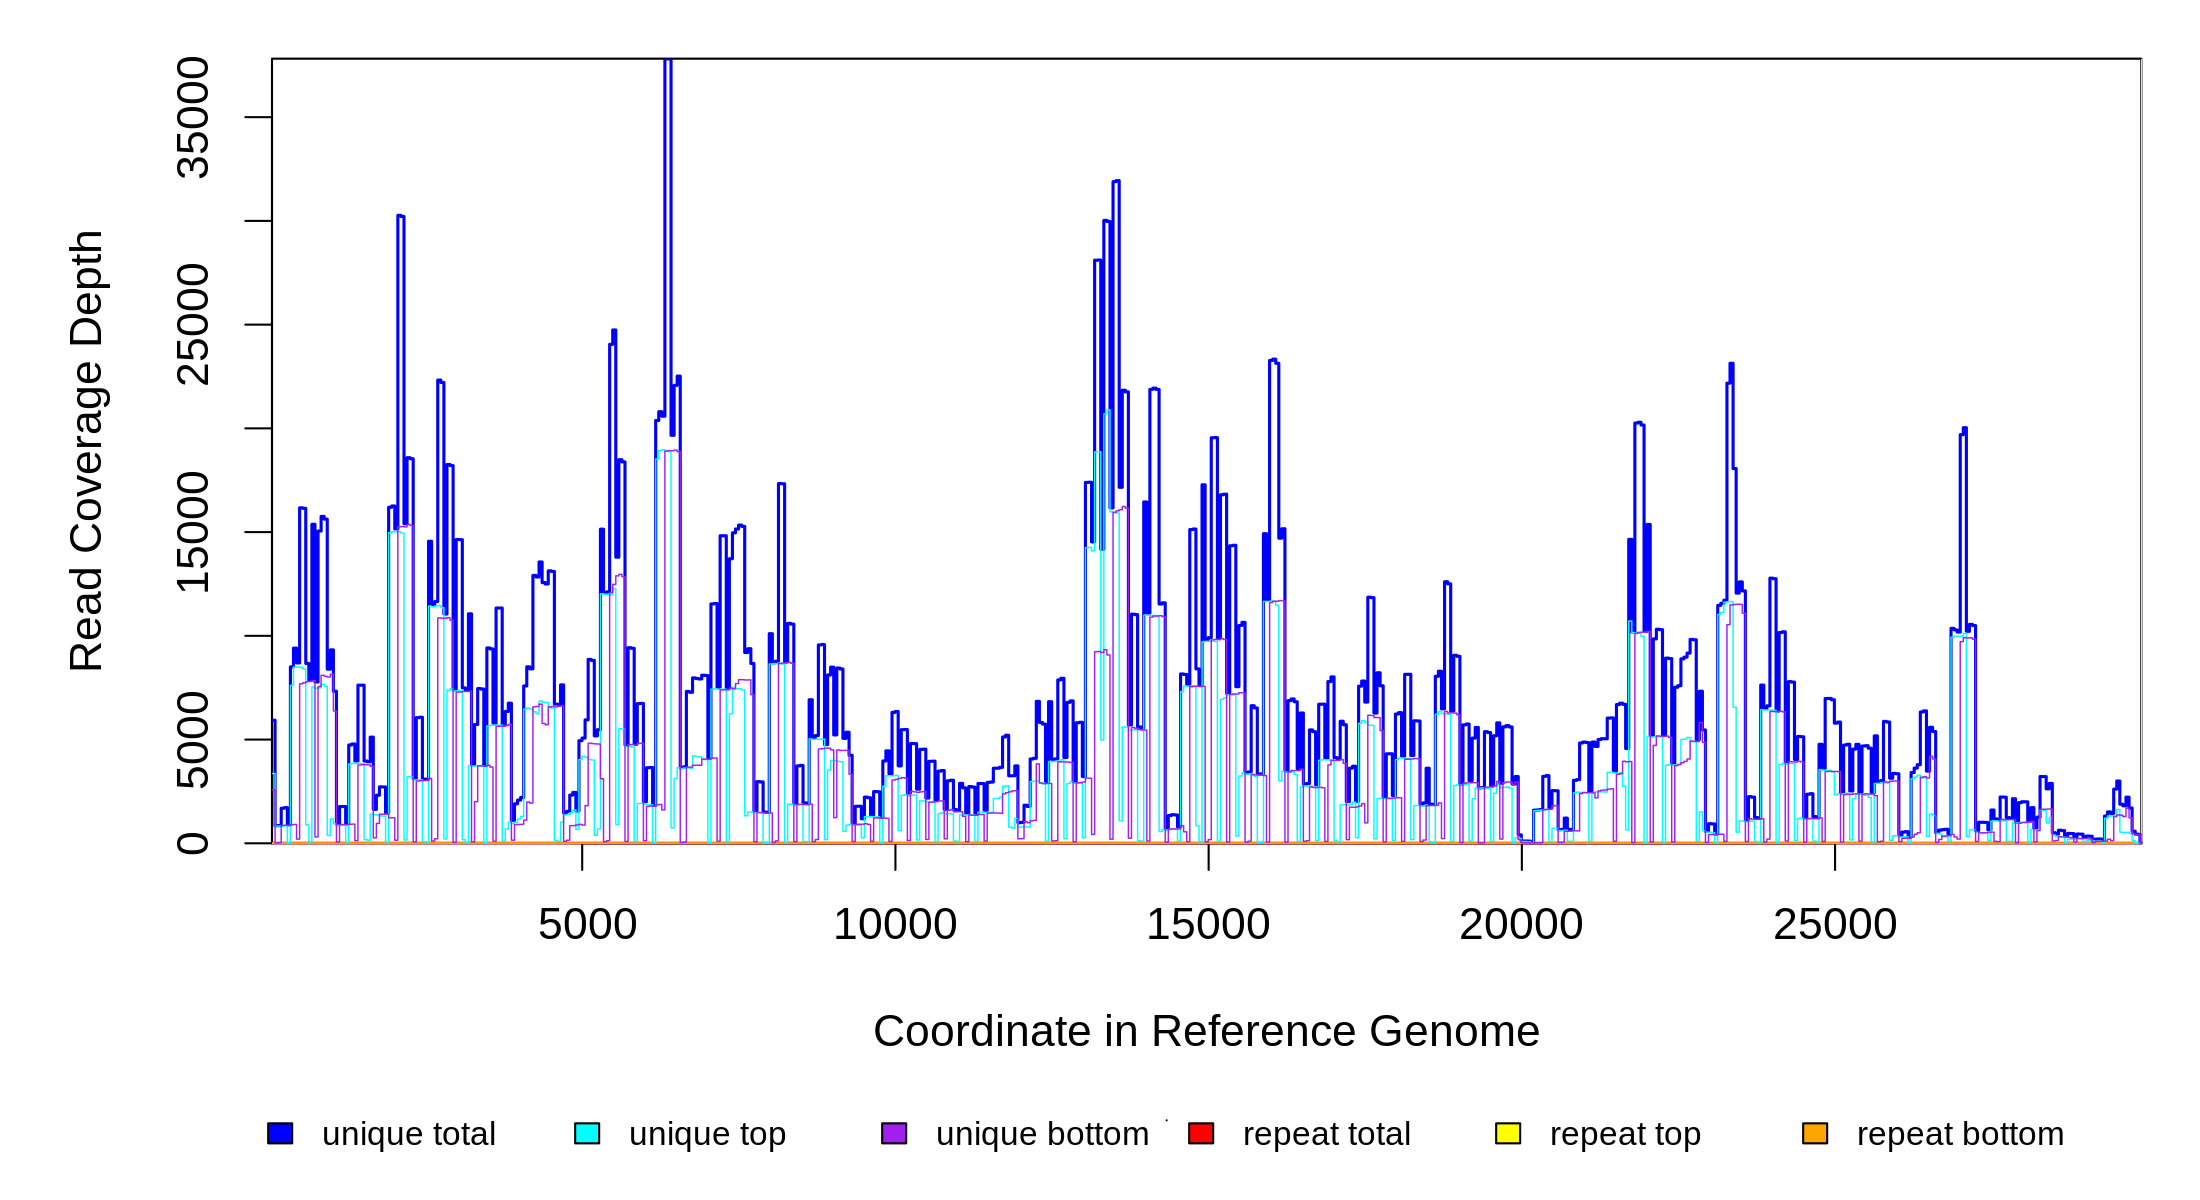 35000
25000
15000
5000
0
Read Coverage Depth
5000 10000 15000 20000 25000
Coordinate in Reference Genome
unique total unique top unique bottom repeat total repeat top repeat bottom